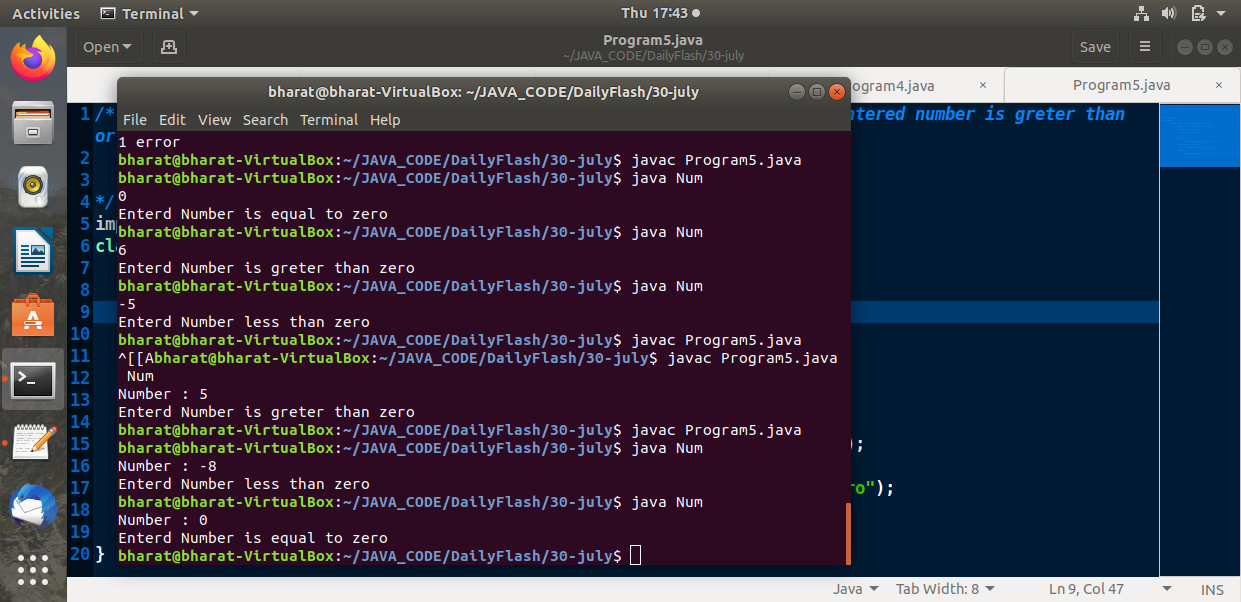 Activities Terminal Thu 17:43
Open Program5.java Save
~/JAVA_CODE/DailyFlash/30-july
ogram4.java × Program5.java ×
bharat@bharat-VirtualBox: ~/JAVA_CODE/DailyFlash/30-july
File Edit View Search Terminal Help
1 error
bharat@bharat-VirtualBox:~/JAVA_CODE/DailyFlash/30-july$ javac Program5.java
bharat@bharat-VirtualBox:~/JAVA_CODE/DailyFlash/30-july$ java Num
0
Enterd Number is equal to zero
bharat@bharat-VirtualBox:~/JAVA_CODE/DailyFlash/30-july$ java Num
6
Enterd Number is greter than zero
bharat@bharat-VirtualBox:~/JAVA_CODE/DailyFlash/30-july$ java Num
-5
Enterd Number less than zero
bharat@bharat-VirtualBox:~/JAVA_CODE/DailyFlash/30-july$ javac Program5.java
^[[Abharat@bharat-VirtualBox:~/JAVA_CODE/DailyFlash/30-july$ javac Program5.java
Num
Number : 5
Enterd Number is greter than zero
bharat@bharat-VirtualBox:~/JAVA_CODE/DailyFlash/30-july$ javac Program5.java
bharat@bharat-VirtualBox:~/JAVA_CODE/DailyFlash/30-july$ java Num
Number : -8
Enterd Number less than zero
bharat@bharat-VirtualBox:~/JAVA_CODE/DailyFlash/30-july$ java Num
Number : 0
Enterd Number is equal to zero
bharat@bharat-VirtualBox:~/JAVA_CODE/DailyFlash/30-july$
1 /* ntered number is greter than
or
2
3
4 */
5 im
6 cl
7
8
9
10
11
12
13
14
15 );
16
17 ro");
18
19
20 }
Java Tab Width: 8 Ln 9, Col 47 INS